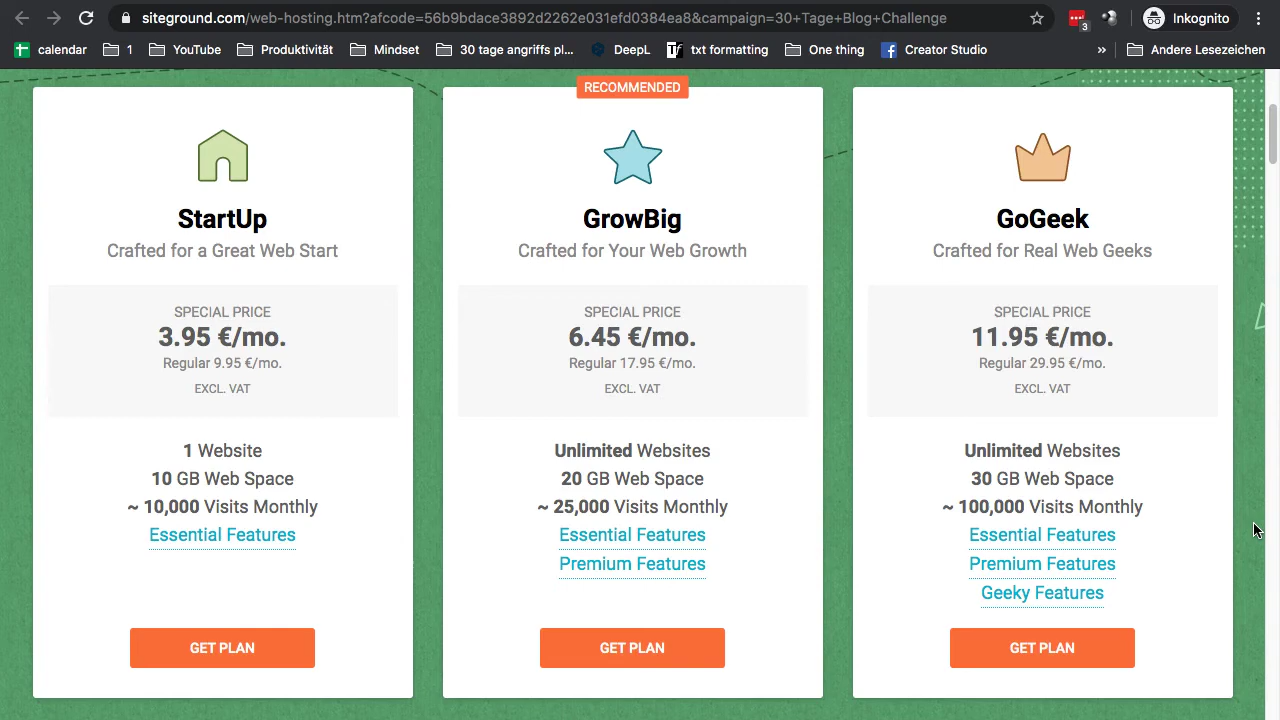 siteground.com/web-hosting.htm?afcode=56b9bdace3892d2262e031efd0384ea8&campaign=30+Tage+Blog+Challenge
3
Inkognito
calendar
1
YouTube
Produktivität
Mindset
30 tage angriffs pl...
DeepL
Tf txt formatting
One thing
f Creator Studio
»
Andere Lesezeichen
RECOMMENDED
StartUp
Crafted for a Great Web Start
SPECIAL PRICE
3.95 €/mo.
Regular 9.95 €/mo.
EXCL. VAT
1 Website
10 GB Web Space
~ 10,000 Visits Monthly
Essential Features
GET PLAN
GrowBig
Crafted for Your Web Growth
SPECIAL PRICE
6.45 €/mo.
Regular 17.95 €/mo.
EXCL. VAT
Unlimited Websites
20 GB Web Space
~ 25,000 Visits Monthly
Essential Features
Premium Features
GET PLAN
GoGeek
Crafted for Real Web Geeks
SPECIAL PRICE
11.95 €/mo.
Regular 29.95 €/mo.
EXCL. VAT
Unlimited Websites
30 GB Web Space
~ 100,000 Visits Monthly
Essential Features
Premium Features
Geeky Features
GET PLAN